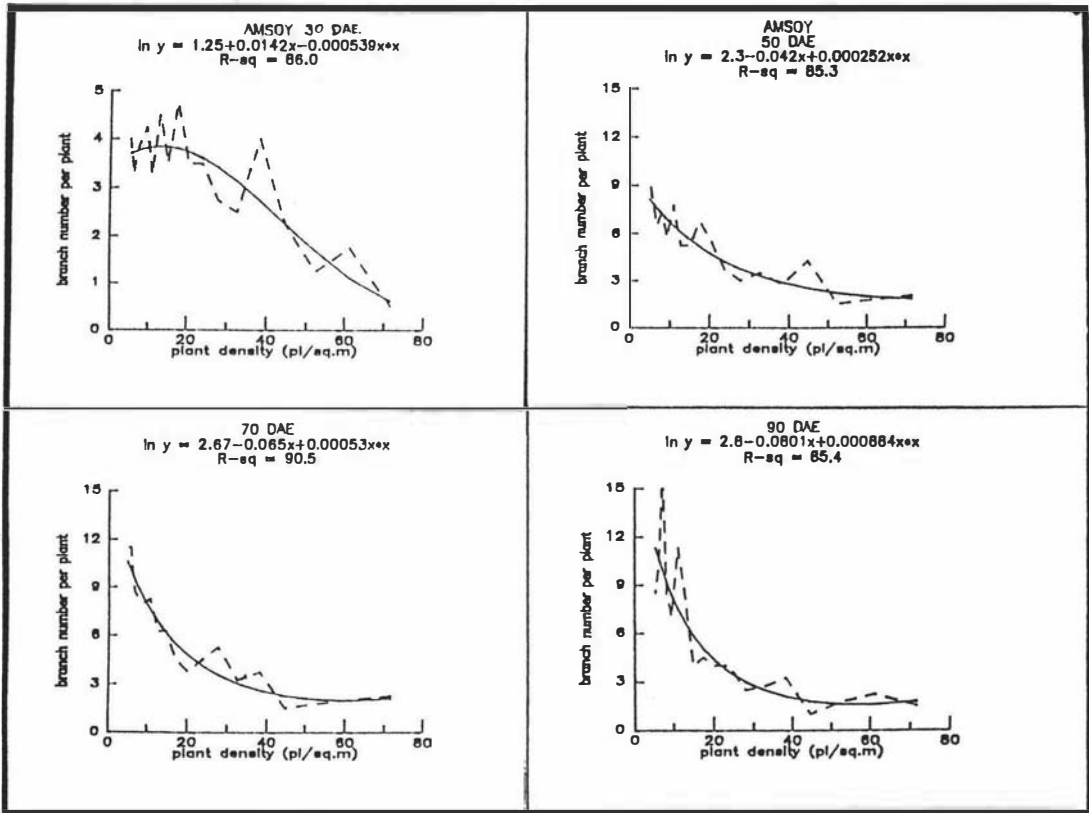 AMSOY 30 DAE.
ln y = 1.25+0.0142x-0.000539x*x
R-sq = 86.0
branch number per plant
5
4
3
2
1
0
0 20 40 60 80
plant density (pl/sq.m)
AMSOY
50 DAE
ln y = 2.3-0.042x+0.000252x*x
R-sq = 85.3
branch number per plant
15
12
9
6
3
0
0 20 40 60 80
plant density (pl/sq.m)
70 DAE
ln y = 2.67-0.065x+0.00053x*x
R-sq = 90.5
branch number per plant
15
12
9
6
3
0
0 20 40 60 80
plant density (pl/sq.m)
90 DAE
ln y = 2.8-0.0801x+0.000684x*x
R-sq = 85.4
branch number per plant
15
12
9
6
3
0
0 20 40 60 80
plant density (pl/sq.m)